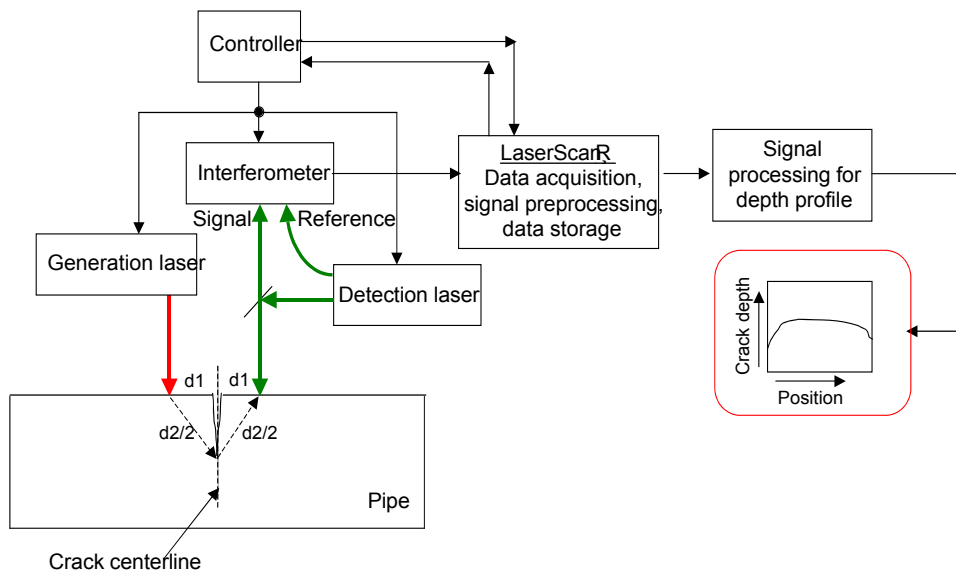 Controller
LaserScanR,
Data acquisition,
signal preprocessing,
data storage
Signal
processing for
depth profile
Interferometer
Signal
Reference
Generation laser
Detection laser
Crack depth
Position
d1
d1
d2/2
d2/2
Pipe
Crack centerline